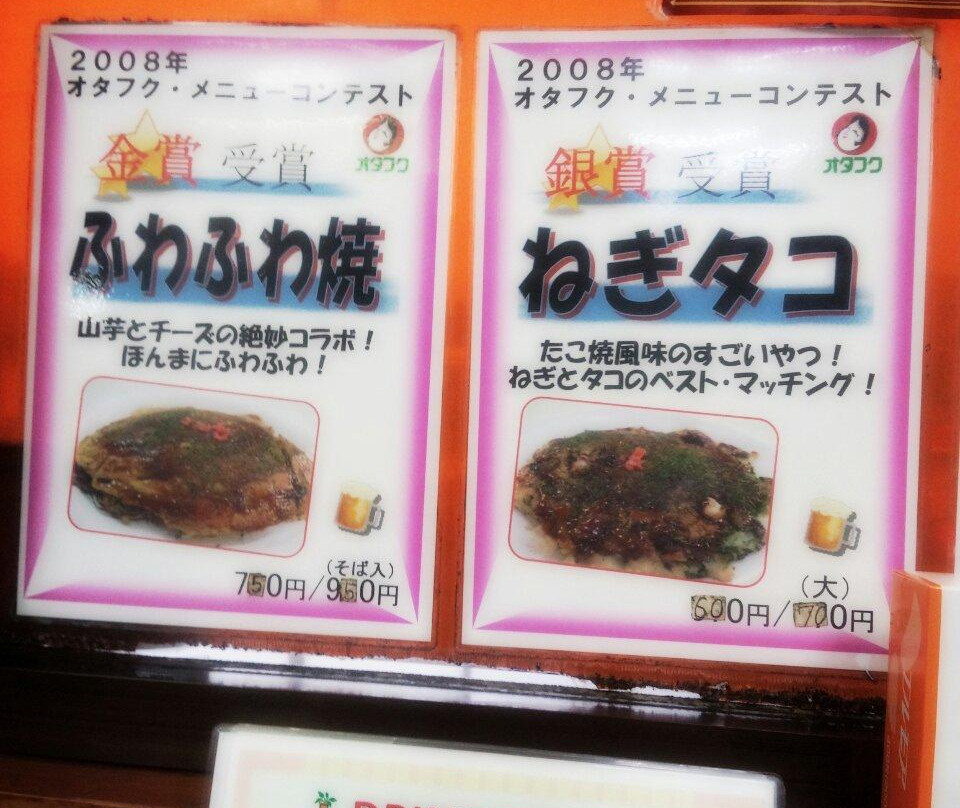 2008年
オタフク・メニューコンテスト
金賞 受賞
オタフク
ふわふわ焼
山芋とチーズの絶妙コラボ！
ほんまにふわふわ！
(そば入)
750円/950円
2008年
オタフク・メニューコンテスト
銀賞 受賞
オタフク
ねぎタコ
たこ焼風味のすごいやつ！
ねぎとタコのベスト・マッチング！
(大)
600円/700円